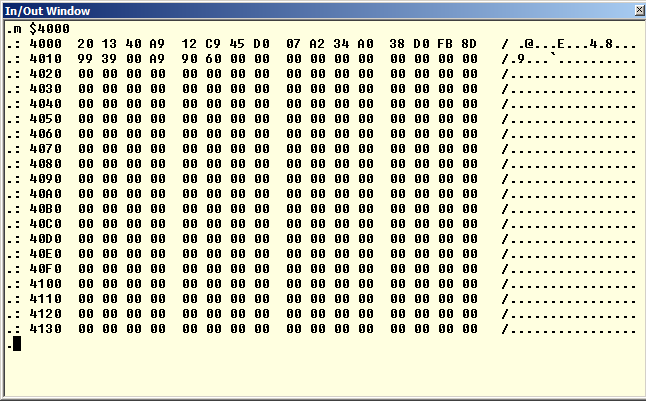 In/Out Window
.m $4000
.: 4000  20 13 40 A9  12 C9 45 D0  07 A2 34 A0  38 D0 FB 8D   / .@...E...4.8...
.: 4010  99 39 00 A9  90 60 00 00  00 00 00 00  00 00 00 00   /.9...`..........
.: 4020  00 00 00 00  00 00 00 00  00 00 00 00  00 00 00 00   /................
.: 4030  00 00 00 00  00 00 00 00  00 00 00 00  00 00 00 00   /................
.: 4040  00 00 00 00  00 00 00 00  00 00 00 00  00 00 00 00   /................
.: 4050  00 00 00 00  00 00 00 00  00 00 00 00  00 00 00 00   /................
.: 4060  00 00 00 00  00 00 00 00  00 00 00 00  00 00 00 00   /................
.: 4070  00 00 00 00  00 00 00 00  00 00 00 00  00 00 00 00   /................
.: 4080  00 00 00 00  00 00 00 00  00 00 00 00  00 00 00 00   /................
.: 4090  00 00 00 00  00 00 00 00  00 00 00 00  00 00 00 00   /................
.: 40A0  00 00 00 00  00 00 00 00  00 00 00 00  00 00 00 00   /................
.: 40B0  00 00 00 00  00 00 00 00  00 00 00 00  00 00 00 00   /................
.: 40C0  00 00 00 00  00 00 00 00  00 00 00 00  00 00 00 00   /................
.: 40D0  00 00 00 00  00 00 00 00  00 00 00 00  00 00 00 00   /................
.: 40E0  00 00 00 00  00 00 00 00  00 00 00 00  00 00 00 00   /................
.: 40F0  00 00 00 00  00 00 00 00  00 00 00 00  00 00 00 00   /................
.: 4100  00 00 00 00  00 00 00 00  00 00 00 00  00 00 00 00   /................
.: 4110  00 00 00 00  00 00 00 00  00 00 00 00  00 00 00 00   /................
.: 4120  00 00 00 00  00 00 00 00  00 00 00 00  00 00 00 00   /................
.: 4130  00 00 00 00  00 00 00 00  00 00 00 00  00 00 00 00   /................
.